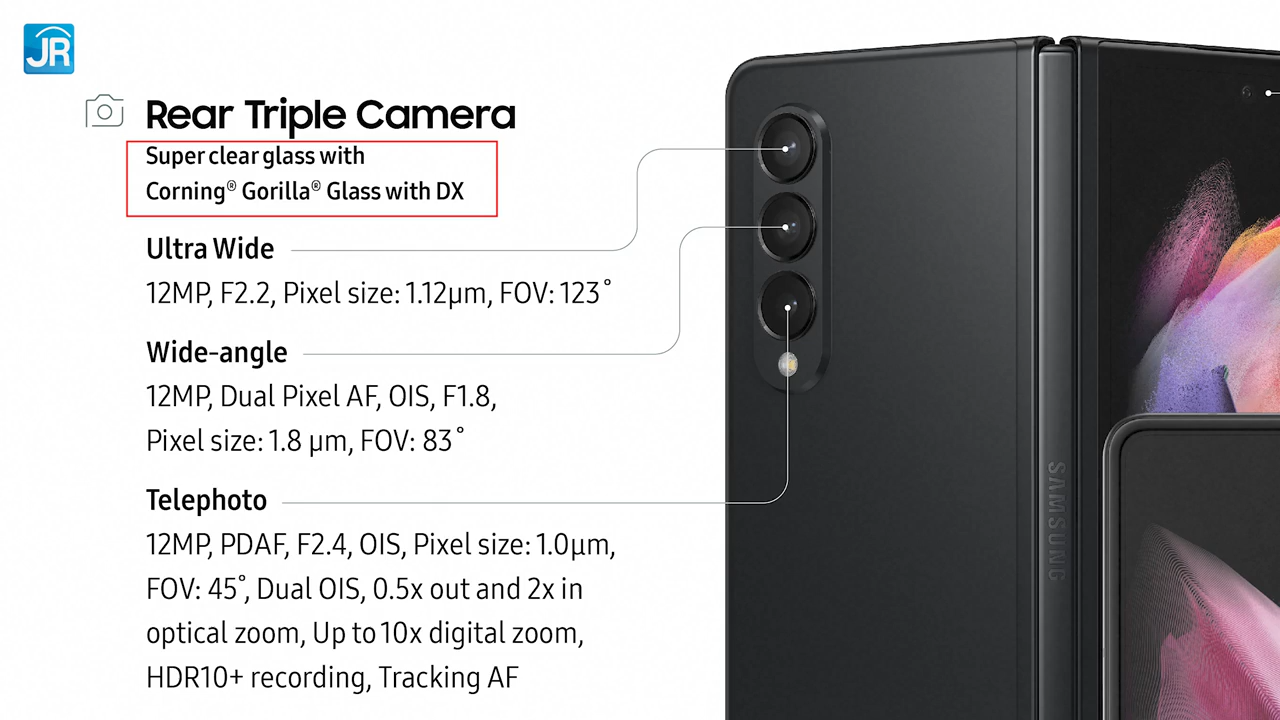 JR
Rear Triple Camera
Super clear glass with
Corning® Gorilla® Glass with DX
Ultra Wide
12MP, F2.2, Pixel size: 1.12μm, FOV: 123˚
Wide-angle
12MP, Dual Pixel AF, OIS, F1.8,
Pixel size: 1.8 μm, FOV: 83˚
Telephoto
12MP, PDAF, F2.4, OIS, Pixel size: 1.0μm,
FOV: 45˚, Dual OIS, 0.5x out and 2x in
optical zoom, Up to 10x digital zoom,
HDR10+ recording, Tracking AF
SAMSUNG